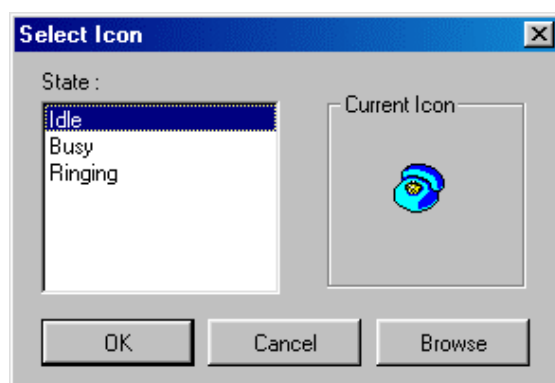 Select Icon
State :
Idle
Busy
Ringing
Current Icon
OK
Cancel
Browse